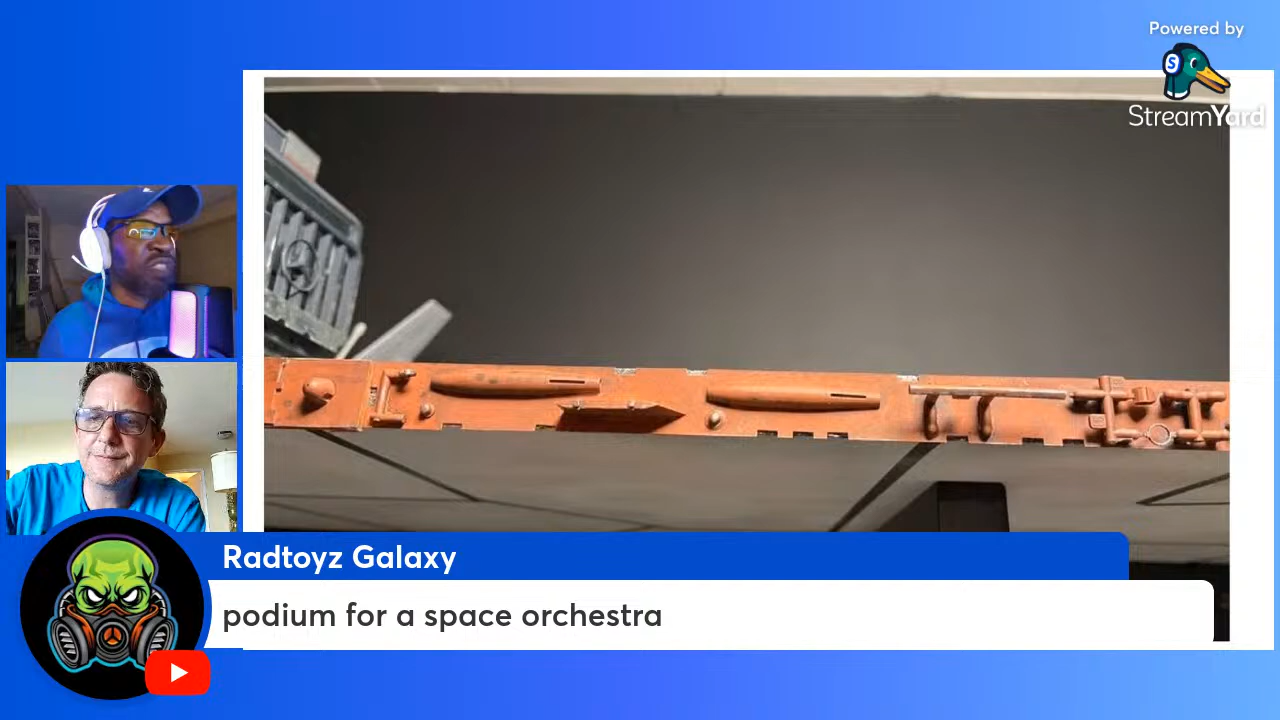 Powered by
S
StreamYard
Radtoyz Galaxy
podium for a space orchestra